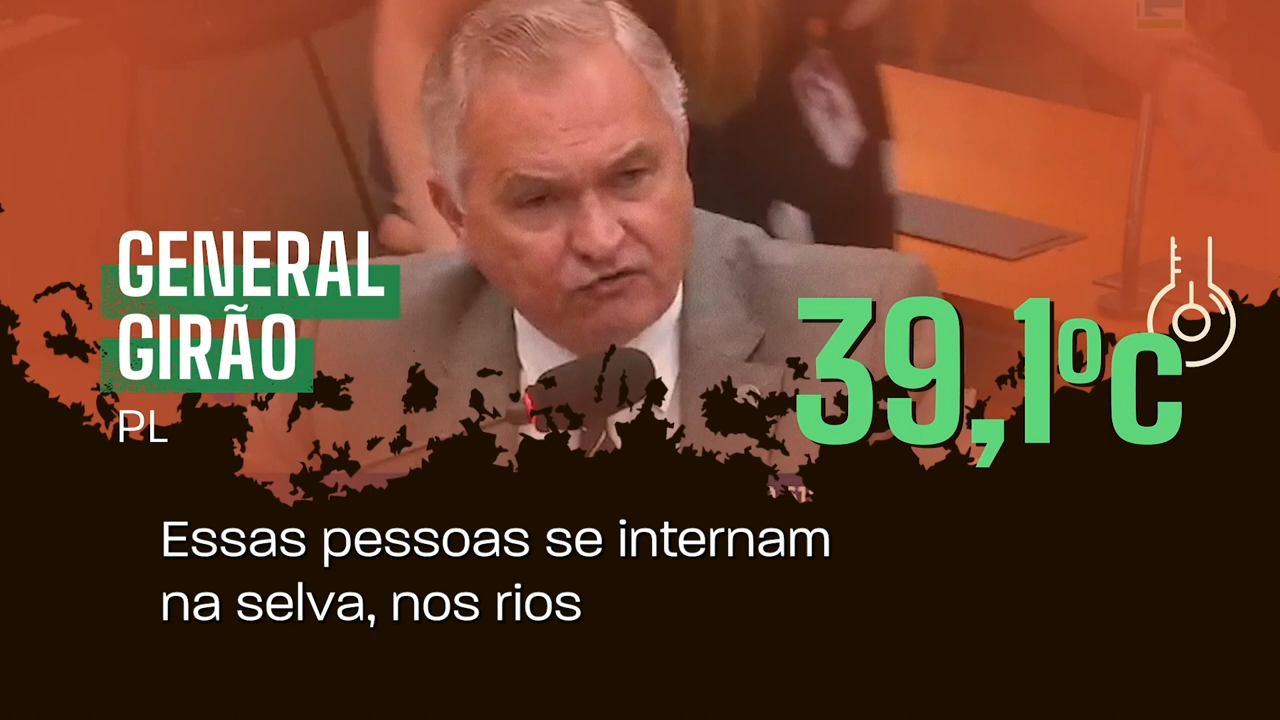 GENERAL
GIRÃO
PL
39,1ºC
Essas pessoas se internam
na selva, nos rios